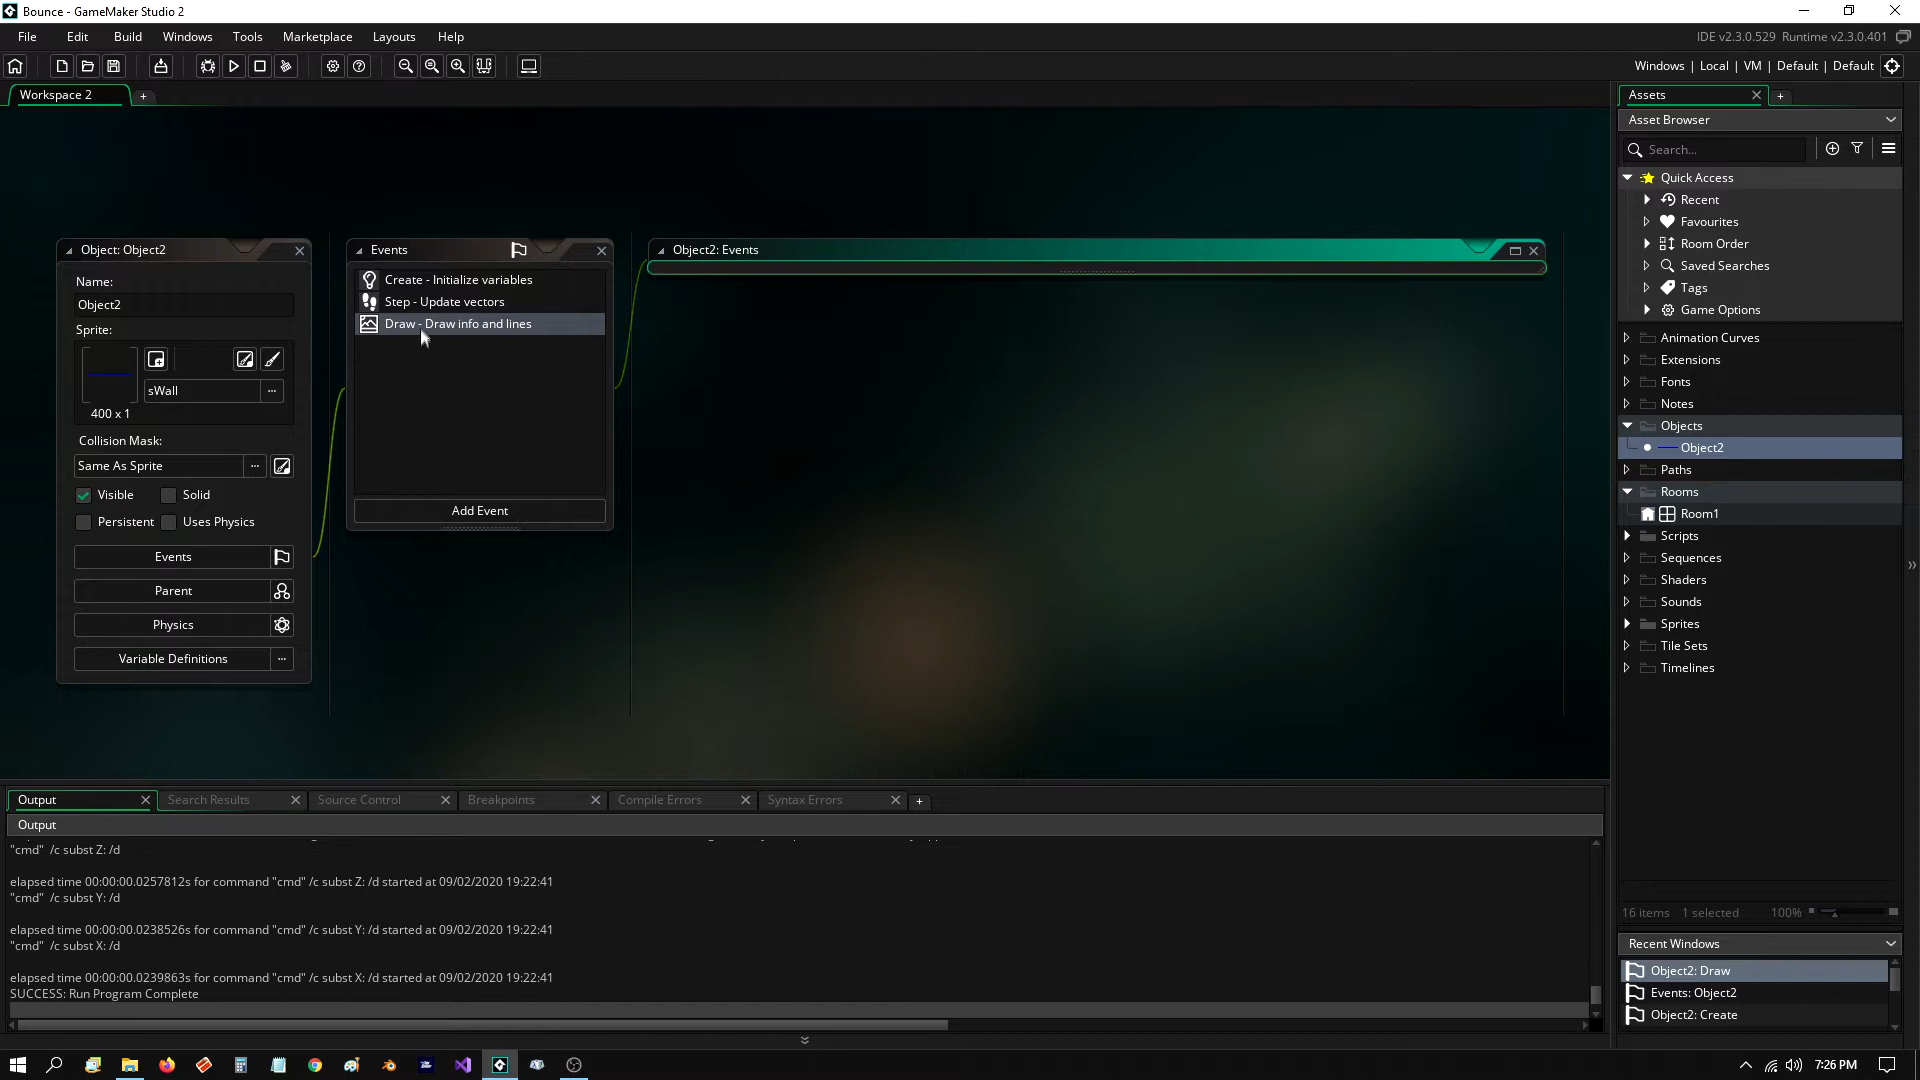 Bounce - GameMaker Studio 2
File Edit Build Windows Tools Marketplace Layouts Help
IDE v2.3.0.529 Runtime v2.3.0.401
Windows | Local | VM | Default | Default
Workspace 2
Object: Object2
Name:
Object2
Sprite:
sWall
400 x 1
Collision Mask:
Same As Sprite
Visible Solid
Persistent Uses Physics
Events
Parent
Physics
Variable Definitions
Events
Create - Initialize variables
Step - Update vectors
Draw - Draw info and lines
Add Event
Object2: Events
Assets
Asset Browser
Search...
Quick Access
Recent
Favourites
Room Order
Saved Searches
Tags
Game Options
Animation Curves
Extensions
Fonts
Notes
Objects
Object2
Paths
Rooms
Room1
Scripts
Sequences
Shaders
Sounds
Sprites
Tile Sets
Timelines
16 items 1 selected 100%
Recent Windows
Object2: Draw
Events: Object2
Object2: Create
Output Search Results Source Control Breakpoints Compile Errors Syntax Errors
Output
"cmd" /c subst Z: /d
elapsed time 00:00:00.0257812s for command "cmd" /c subst Z: /d started at 09/02/2020 19:22:41
"cmd" /c subst Y: /d
elapsed time 00:00:00.0238526s for command "cmd" /c subst Y: /d started at 09/02/2020 19:22:41
"cmd" /c subst X: /d
elapsed time 00:00:00.0239863s for command "cmd" /c subst X: /d started at 09/02/2020 19:22:41
SUCCESS: Run Program Complete
7:26 PM